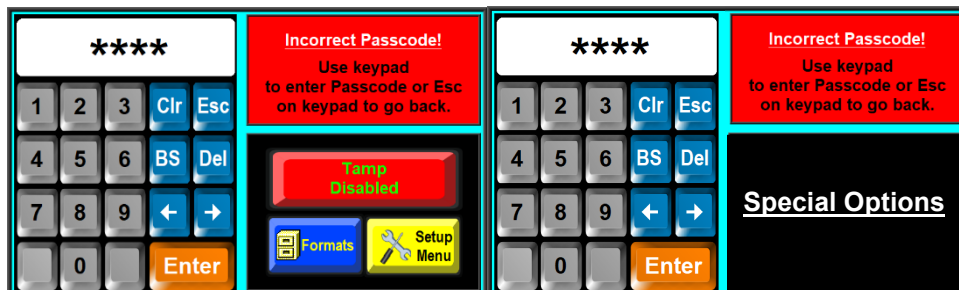 ****
Incorrect Passcode!
Use keypad
to enter Passcode or Esc
on keypad to go back.
1 2 3 Clr Esc
4 5 6 BS Del
7 8 9 ← →
0 Enter
Tamp
Disabled
Formats
Setup
Menu
****
Incorrect Passcode!
Use keypad
to enter Passcode or Esc
on keypad to go back.
1 2 3 Clr Esc
4 5 6 BS Del
7 8 9 ← →
0 Enter
Special Options